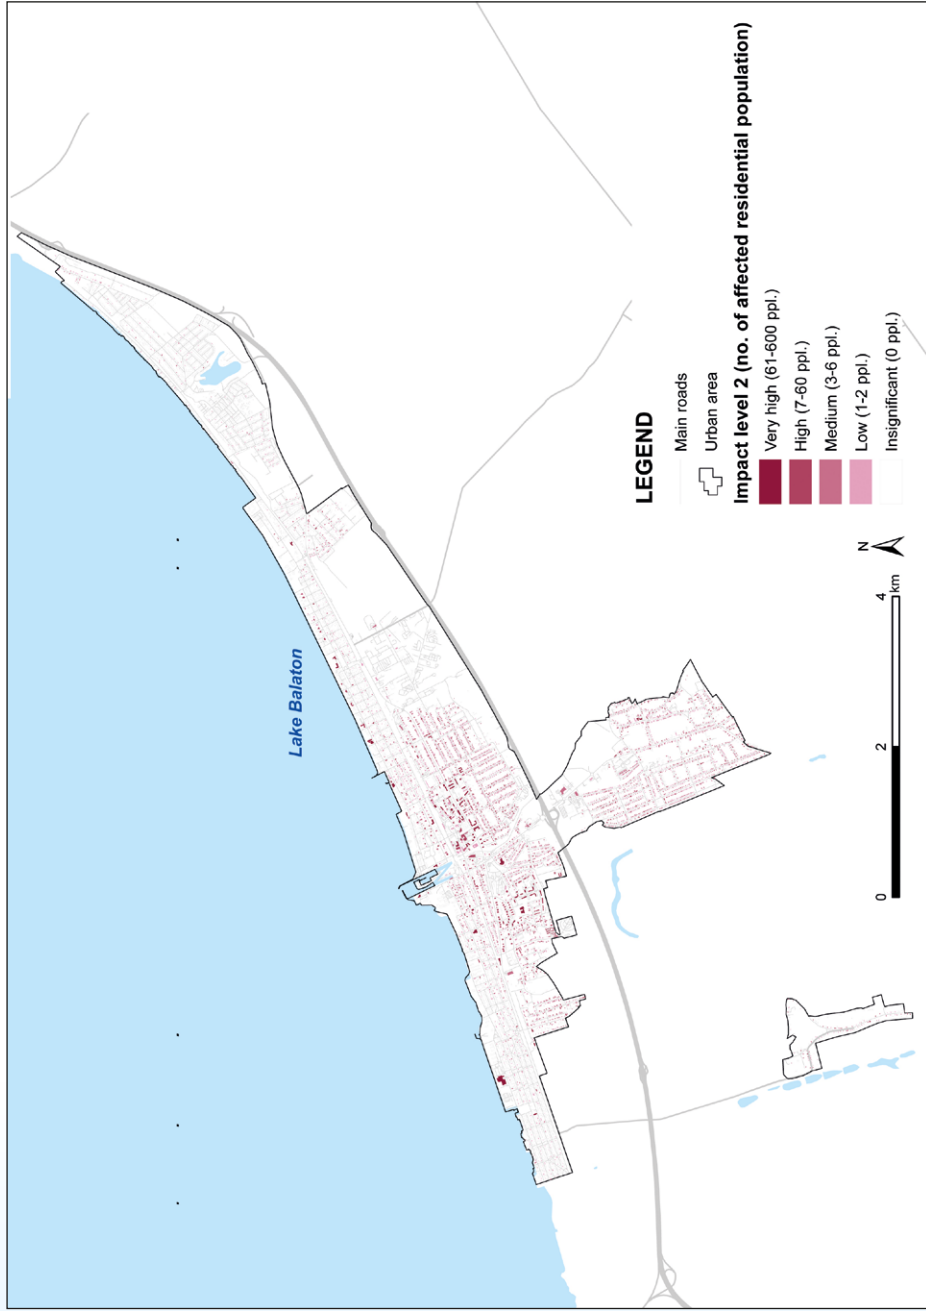 Lake Balaton
LEGEND
Main roads
Urban area
Impact level 2 (no. of affected residential population)
Very high (61-600 ppl.)
High (7-60 ppl.)
Medium (3-6 ppl.)
Low (1-2 ppl.)
Insignificant (0 ppl.)
N
0 2 4
km